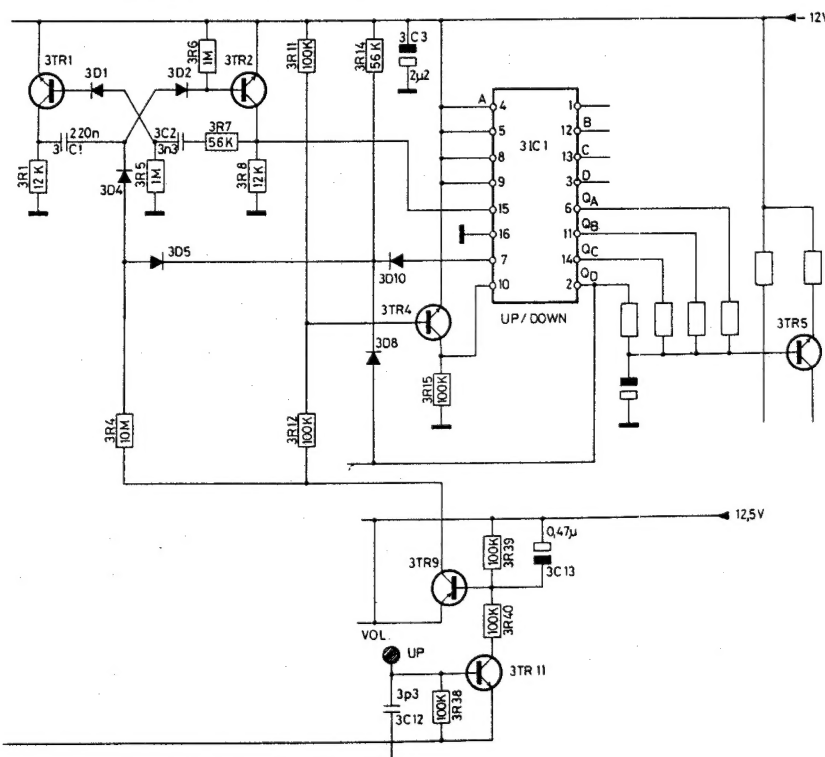 – 12V
3TR1
3D1
3D2
3R6
1M
3TR2
3R11
100K
3R14
56K
3C3
2µ2
220n
3C1
3C2
3n3
3R7
56K
3R1
12K
3R5
1M
3R8
12K
3D4
3D5
3D10
3TR4
3D8
3R15
100K
3R4
10M
3R12
100K
A
4
5
8
9
15
16
7
10
3IC1
1
12
B
13
C
3
D
6
QA
11
QB
14
QC
2
QD
UP/DOWN
3TR5
12,5V
3TR9
100K
3R39
0,47µ
3C13
100K
3R40
VOL.
UP
3TR11
3p3
3C12
100K
3R38